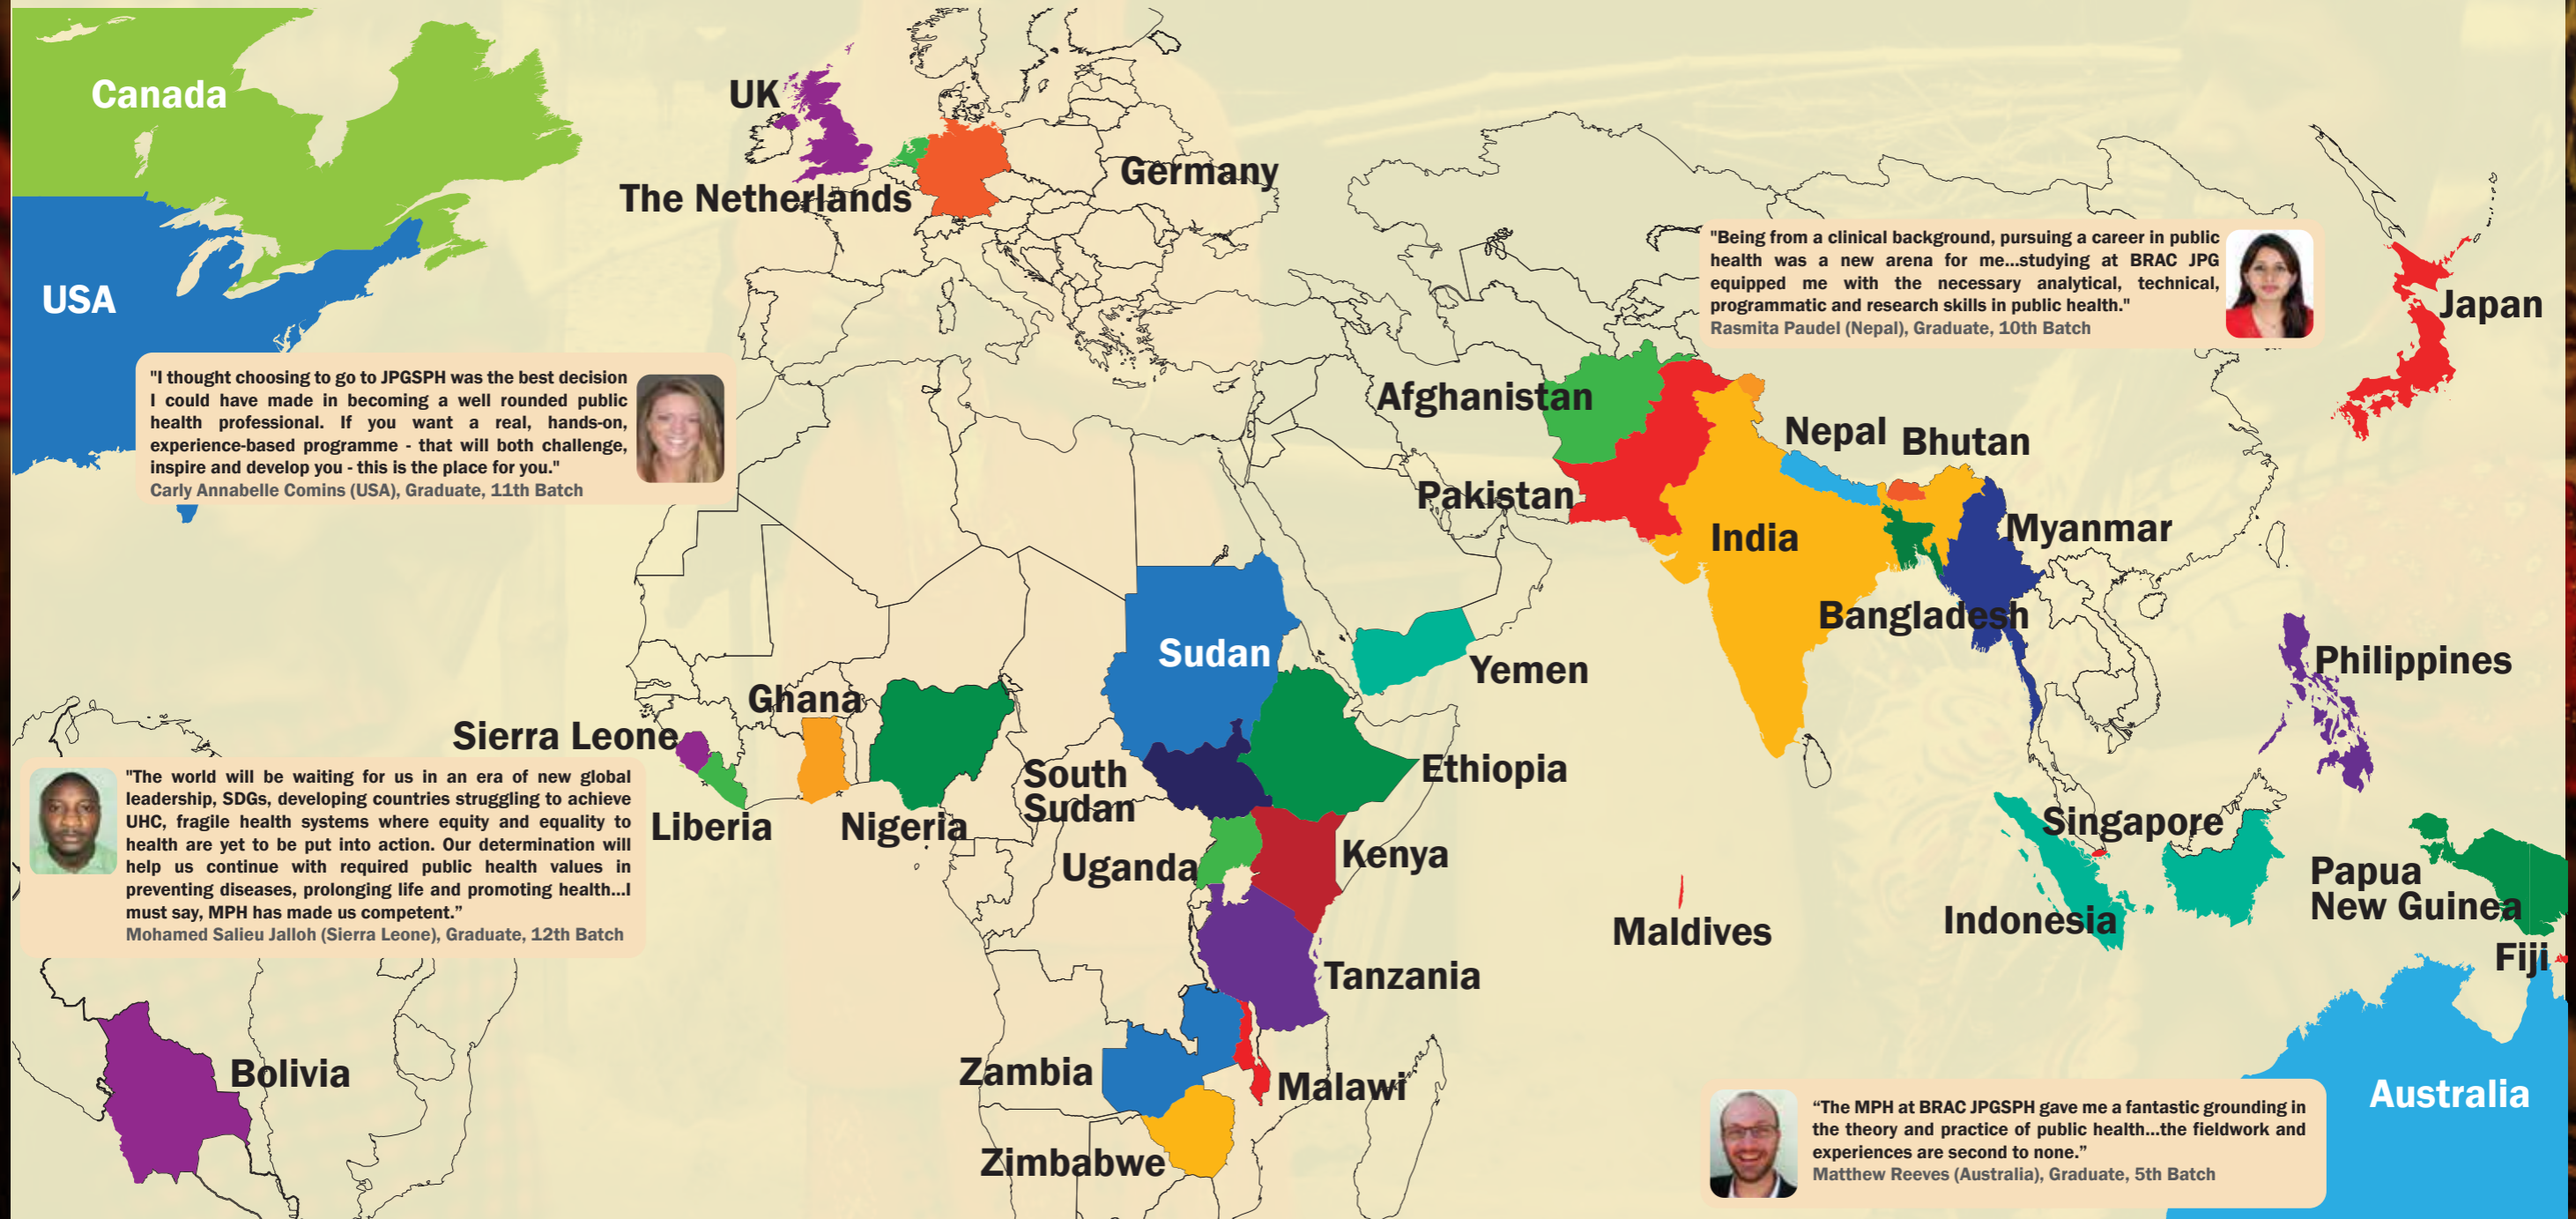 Canada
USA
UK
The Netherlands
Germany
"I thought choosing to go to JPGSPH was the best decision
I could have made in becoming a well rounded public
health professional. If you want a real, hands-on,
experience-based programme - that will both challenge,
inspire and develop you - this is the place for you."
Carly Annabelle Comins (USA), Graduate, 11th Batch
"Being from a clinical background, pursuing a career in public
health was a new arena for me...studying at BRAC JPG
equipped me with the necessary analytical, technical,
programmatic and research skills in public health."
Rasmita Paudel (Nepal), Graduate, 10th Batch
Japan
Afghanistan
Pakistan
Nepal
Bhutan
India
Myanmar
Bangladesh
Philippines
Sudan
Yemen
Ghana
Sierra Leone
Liberia
Nigeria
South
Sudan
Ethiopia
Uganda
Kenya
Tanzania
Maldives
Singapore
Indonesia
Papua
New Guinea
Fiji
"The world will be waiting for us in an era of new global
leadership, SDGs, developing countries struggling to achieve
UHC, fragile health systems where equity and equality to
health are yet to be put into action. Our determination will
help us continue with required public health values in
preventing diseases, prolonging life and promoting health...I
must say, MPH has made us competent.”
Mohamed Salieu Jalloh (Sierra Leone), Graduate, 12th Batch
Bolivia
Zambia
Malawi
Zimbabwe
Australia
“The MPH at BRAC JPGSPH gave me a fantastic grounding in
the theory and practice of public health...the fieldwork and
experiences are second to none.”
Matthew Reeves (Australia), Graduate, 5th Batch